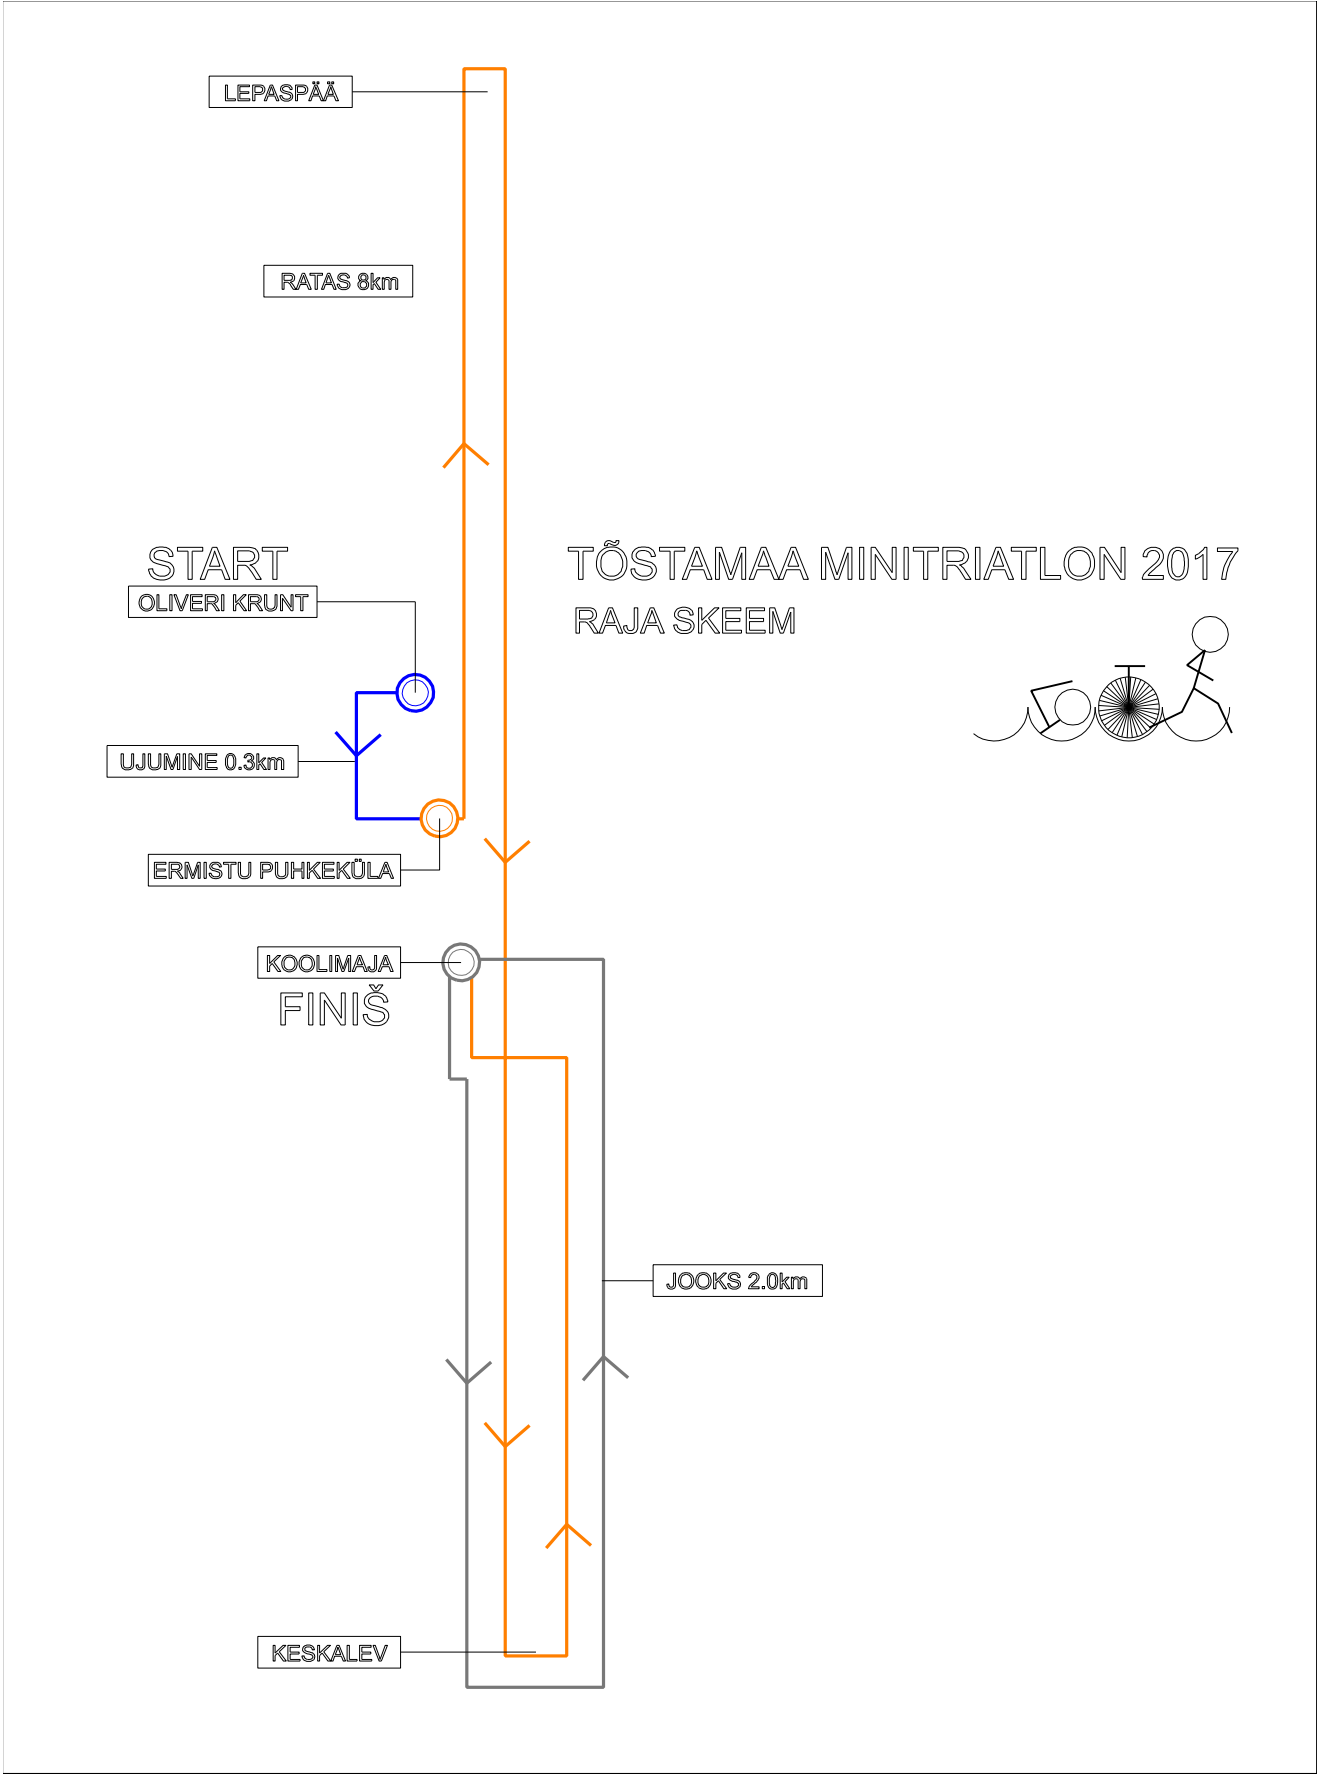 LEPASPÄÄ
RATAS 8km
START
OLIVERI KRUNT
TÕSTAMAA MINITRIATLON 2017
RAJA SKEEM
UJUMINE 0.3km
ERMISTU PUHKEKÜLA
KOOLIMAJA
FINIŠ
JOOKS 2.0km
KESKALEV